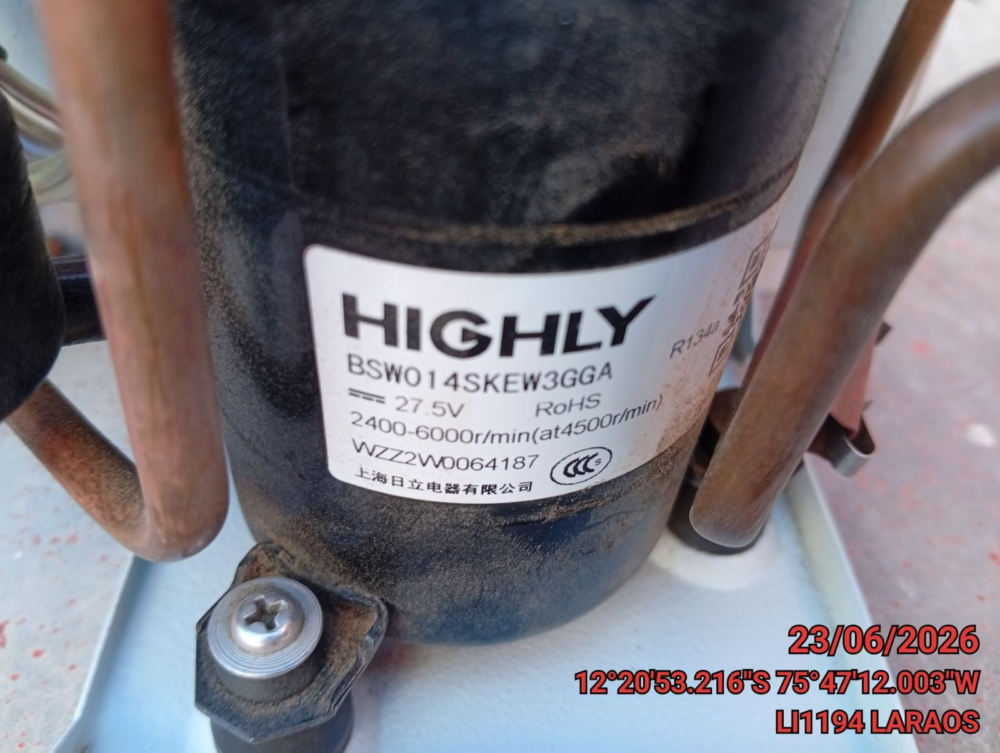 HIGHLY
BSW014SKEW3GGA
R134a
27.5V RoHS
2400-6000r/min(at4500r/min)
WZZ2W0064187
CCC S
上海日立电器有限公司
23/06/2026
12°20'53.216"S 75°47'12.003"W
LI1194 LARAOS